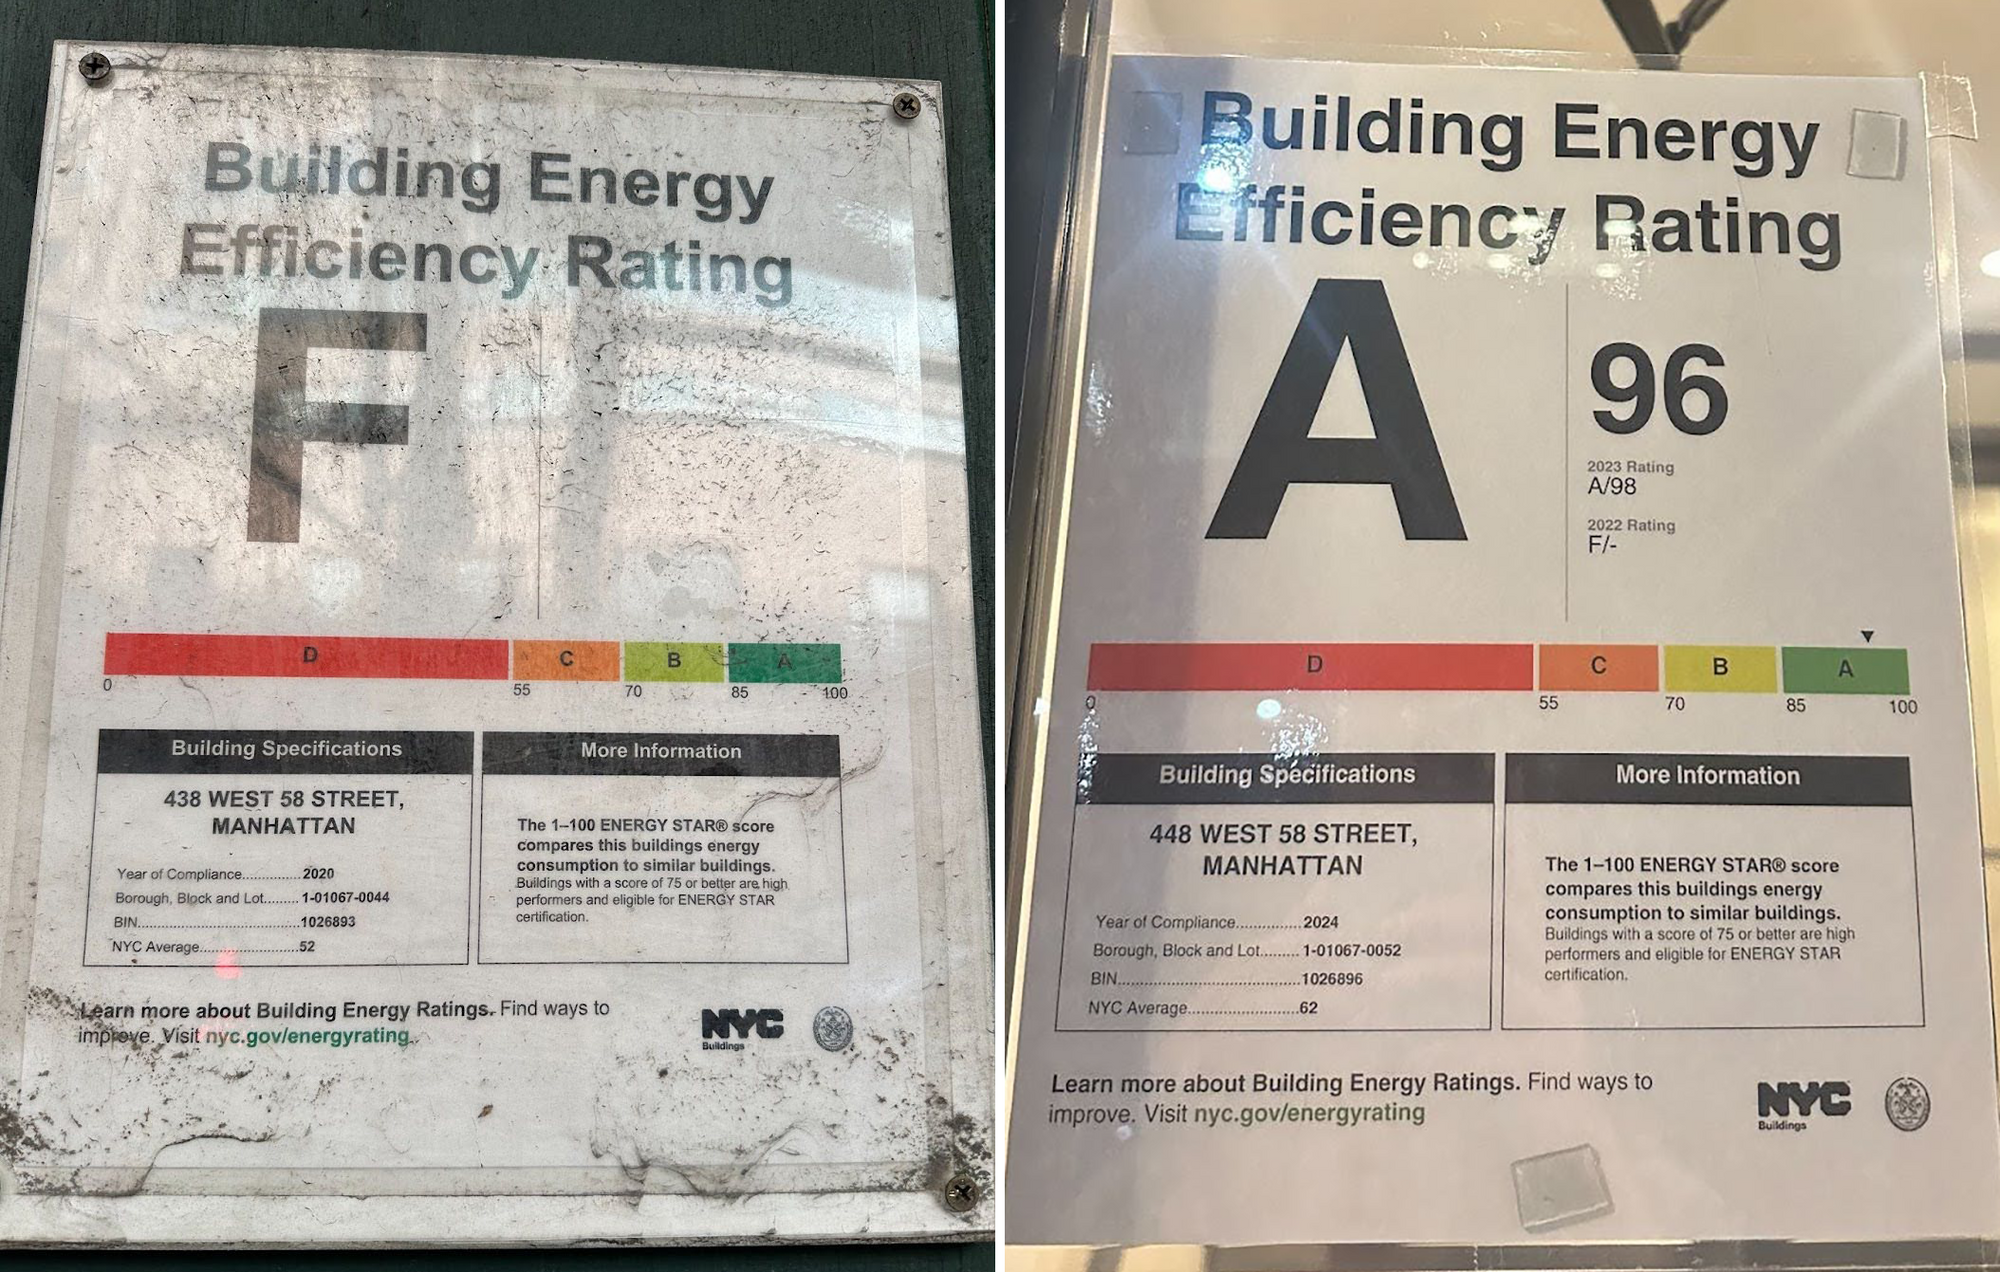 Building Energy
Efficiency Rating
F
D
C
B
A
0
55
70
85
100
Building Specifications
438 WEST 58 STREET,
MANHATTAN
Year of Compliance..............2020
Borough, Block and Lot.........1-01067-0044
BIN..........................................1026893
NYC Average..........................52
More Information
The 1–100 ENERGY STAR® score
compares this buildings energy
consumption to similar buildings.
Buildings with a score of 75 or better are high
performers and eligible for ENERGY STAR
certification.
Learn more about Building Energy Ratings. Find ways to
improve. Visit nyc.gov/energyrating.
NYC
Buildings
Building Energy
Efficiency Rating
A
96
2023 Rating
A/98
2022 Rating
F/-
D
C
B
A
0
55
70
85
100
Building Specifications
448 WEST 58 STREET,
MANHATTAN
Year of Compliance................2024
Borough, Block and Lot.........1-01067-0052
BIN.............................................1026896
NYC Average...........................62
More Information
The 1–100 ENERGY STAR® score
compares this buildings energy
consumption to similar buildings.
Buildings with a score of 75 or better are high
performers and eligible for ENERGY STAR
certification.
Learn more about Building Energy Ratings. Find ways to
improve. Visit nyc.gov/energyrating
NYC
Buildings